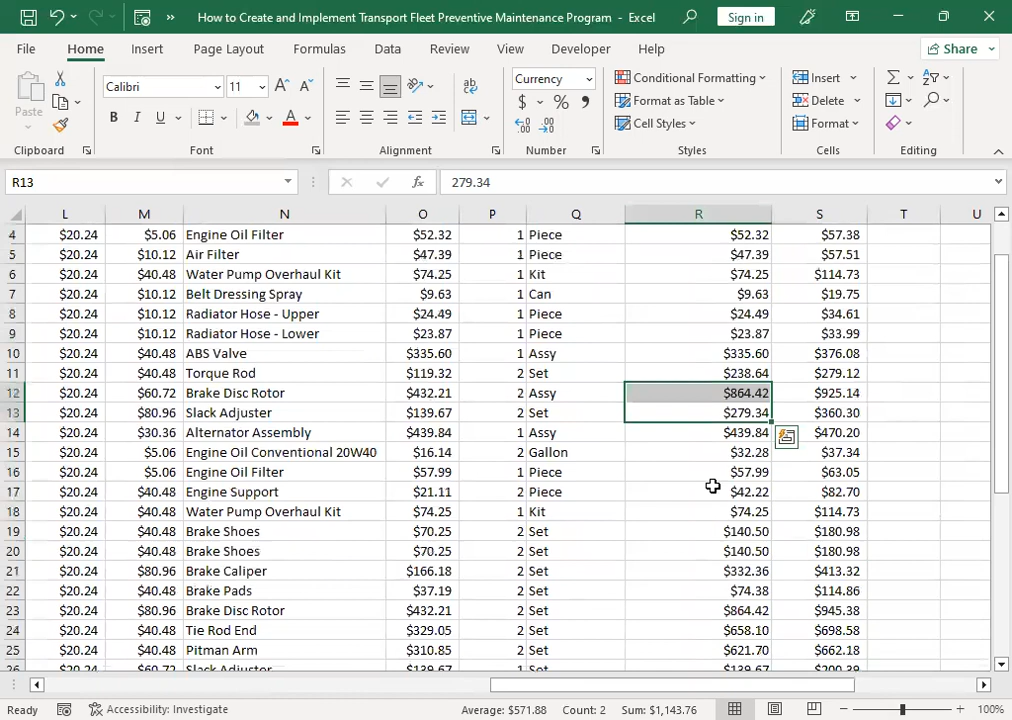 How to Create and Implement Transport Fleet Preventive Maintenance Program - Excel Sign in
File Home Insert Page Layout Formulas Data Review View Developer Help Share
Paste Calibri 11 B I U A ab $ % 9 Currency Conditional Formatting Format as Table Cell Styles Insert Delete Format
Clipboard Font Alignment Number Styles Cells Editing
R13 fx 279.34
L M N O P Q R S T U
4 $20.24 $5.06 Engine Oil Filter $52.32 1 Piece $52.32 $57.38
5 $20.24 $10.12 Air Filter $47.39 1 Piece $47.39 $57.51
6 $20.24 $40.48 Water Pump Overhaul Kit $74.25 1 Kit $74.25 $114.73
7 $20.24 $10.12 Belt Dressing Spray $9.63 1 Can $9.63 $19.75
8 $20.24 $10.12 Radiator Hose - Upper $24.49 1 Piece $24.49 $34.61
9 $20.24 $10.12 Radiator Hose - Lower $23.87 1 Piece $23.87 $33.99
10 $20.24 $40.48 ABS Valve $335.60 1 Assy $335.60 $376.08
11 $20.24 $40.48 Torque Rod $119.32 2 Set $238.64 $279.12
12 $20.24 $60.72 Brake Disc Rotor $432.21 2 Assy $864.42 $925.14
13 $20.24 $80.96 Slack Adjuster $139.67 2 Set $279.34 $360.30
14 $20.24 $30.36 Alternator Assembly $439.84 1 Assy $439.84 $470.20
15 $20.24 $5.06 Engine Oil Conventional 20W40 $16.14 2 Gallon $32.28 $37.34
16 $20.24 $5.06 Engine Oil Filter $57.99 1 Piece $57.99 $63.05
17 $20.24 $40.48 Engine Support $21.11 2 Piece $42.22 $82.70
18 $20.24 $40.48 Water Pump Overhaul Kit $74.25 1 Kit $74.25 $114.73
19 $20.24 $40.48 Brake Shoes $70.25 2 Set $140.50 $180.98
20 $20.24 $40.48 Brake Shoes $70.25 2 Set $140.50 $180.98
21 $20.24 $80.96 Brake Caliper $166.18 2 Set $332.36 $413.32
22 $20.24 $40.48 Brake Pads $37.19 2 Set $74.38 $114.86
23 $20.24 $80.96 Brake Disc Rotor $432.21 2 Set $864.42 $945.38
24 $20.24 $40.48 Tie Rod End $329.05 2 Set $658.10 $698.58
25 $20.24 $40.48 Pitman Arm $310.85 2 Set $621.70 $662.18
26 $20.24 $60.72 Slack Adjuster $139.67 1 Set $139.67 $200.39
Ready Accessibility: Investigate Average: $571.88 Count: 2 Sum: $1,143.76 100%